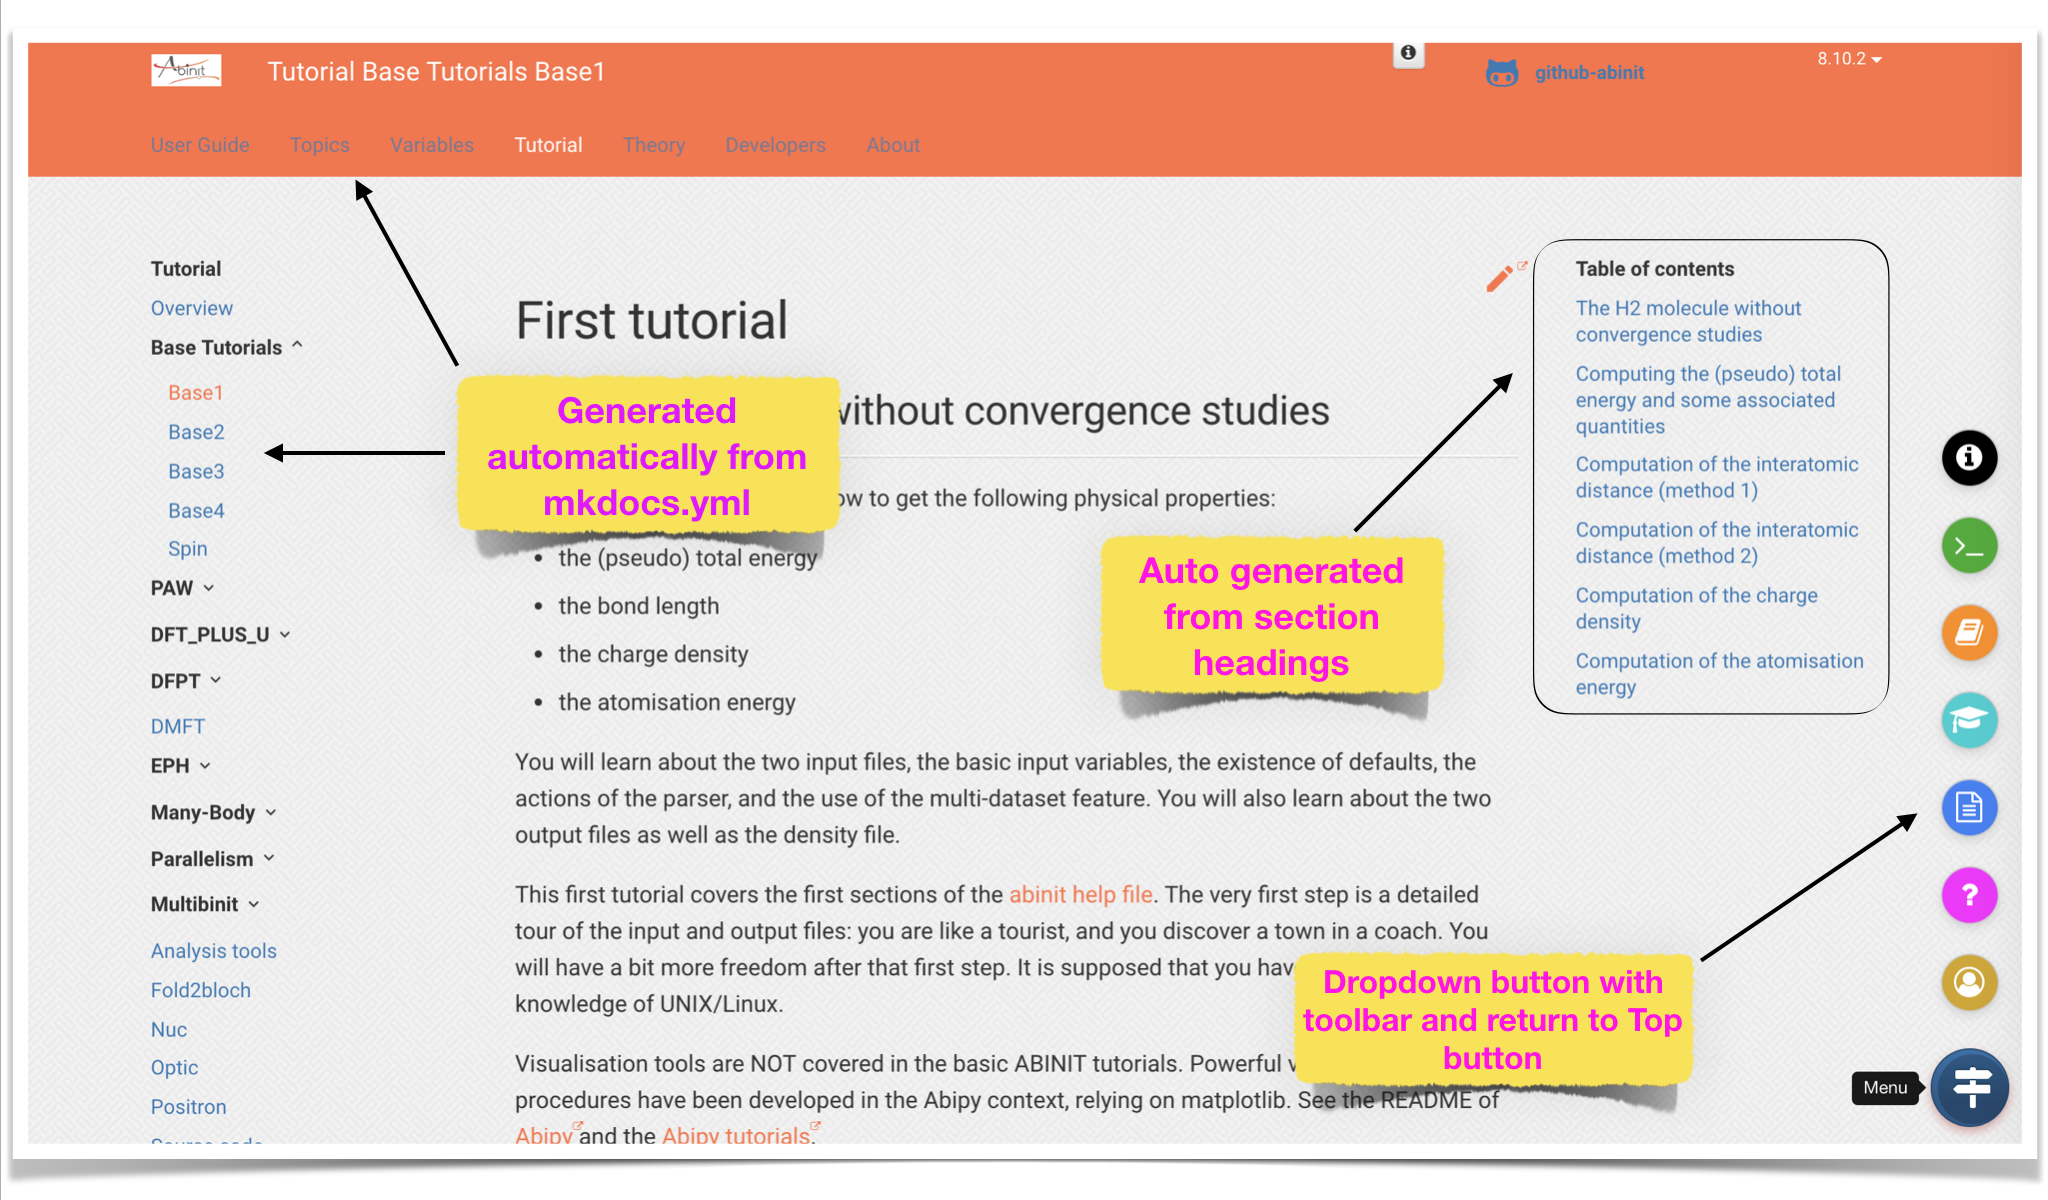 Abinit
Tutorial Base Tutorials Base1
github-abinit
8.10.2
User Guide Topics Variables Tutorial Theory Developers About
Tutorial
Overview
Base Tutorials
Base1
Base2
Base3
Base4
Spin
PAW
DFT_PLUS_U
DFPT
DMFT
EPH
Many-Body
Parallelism
Multibinit
Analysis tools
Fold2bloch
Nuc
Optic
Positron
First tutorial
without convergence studies
Generated
automatically from
mkdocs.yml
to get the following physical properties:
• the (pseudo) total energy
• the bond length
• the charge density
• the atomisation energy
Auto generated
from section
headings
You will learn about the two input files, the basic input variables, the existence of defaults, the
actions of the parser, and the use of the multi-dataset feature. You will also learn about the two
output files as well as the density file.
This first tutorial covers the first sections of the abinit help file. The very first step is a detailed
tour of the input and output files: you are like a tourist, and you discover a town in a coach. You
will have a bit more freedom after that first step. It is supposed that you
knowledge of UNIX/Linux.
Visualisation tools are NOT covered in the basic ABINIT tutorials. Powerful
procedures have been developed in the Abipy context, relying on matplotlib. See the README of
Abipy and the Abipy tutorials.
Dropdown button with
toolbar and return to Top
button
Table of contents
The H2 molecule without
convergence studies
Computing the (pseudo) total
energy and some associated
quantities
Computation of the interatomic
distance (method 1)
Computation of the interatomic
distance (method 2)
Computation of the charge
density
Computation of the atomisation
energy
?
Menu